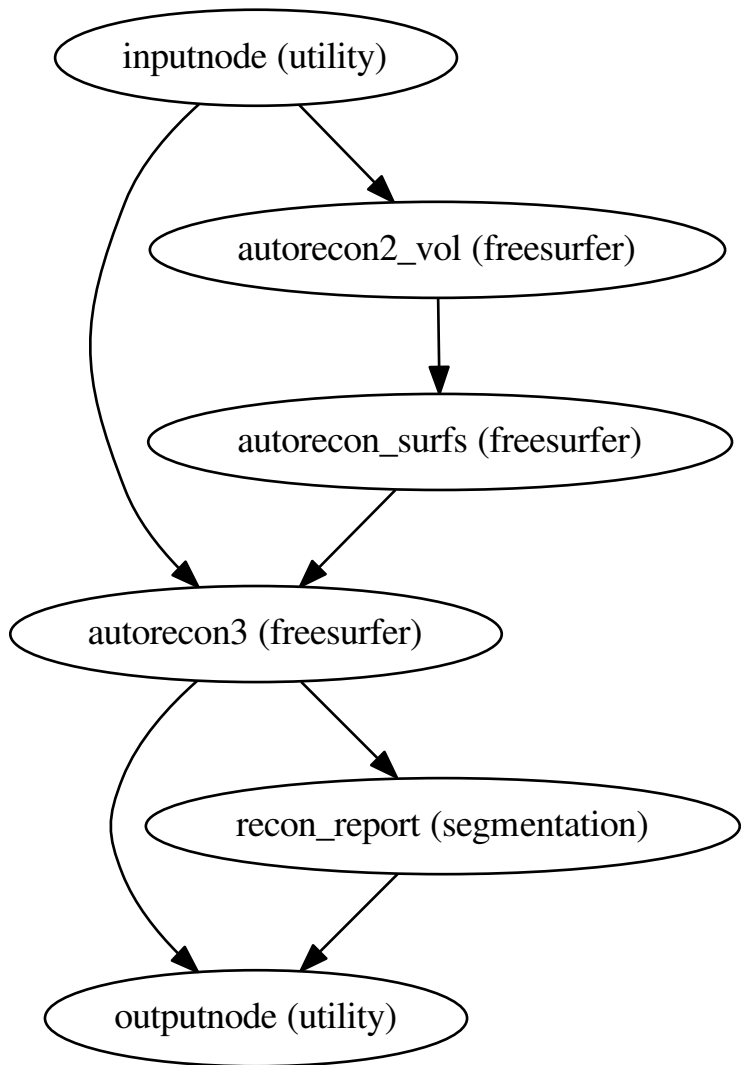 inputnode (utility)
autorecon2_vol (freesurfer)
autorecon_surfs (freesurfer)
autorecon3 (freesurfer)
recon_report (segmentation)
outputnode (utility)